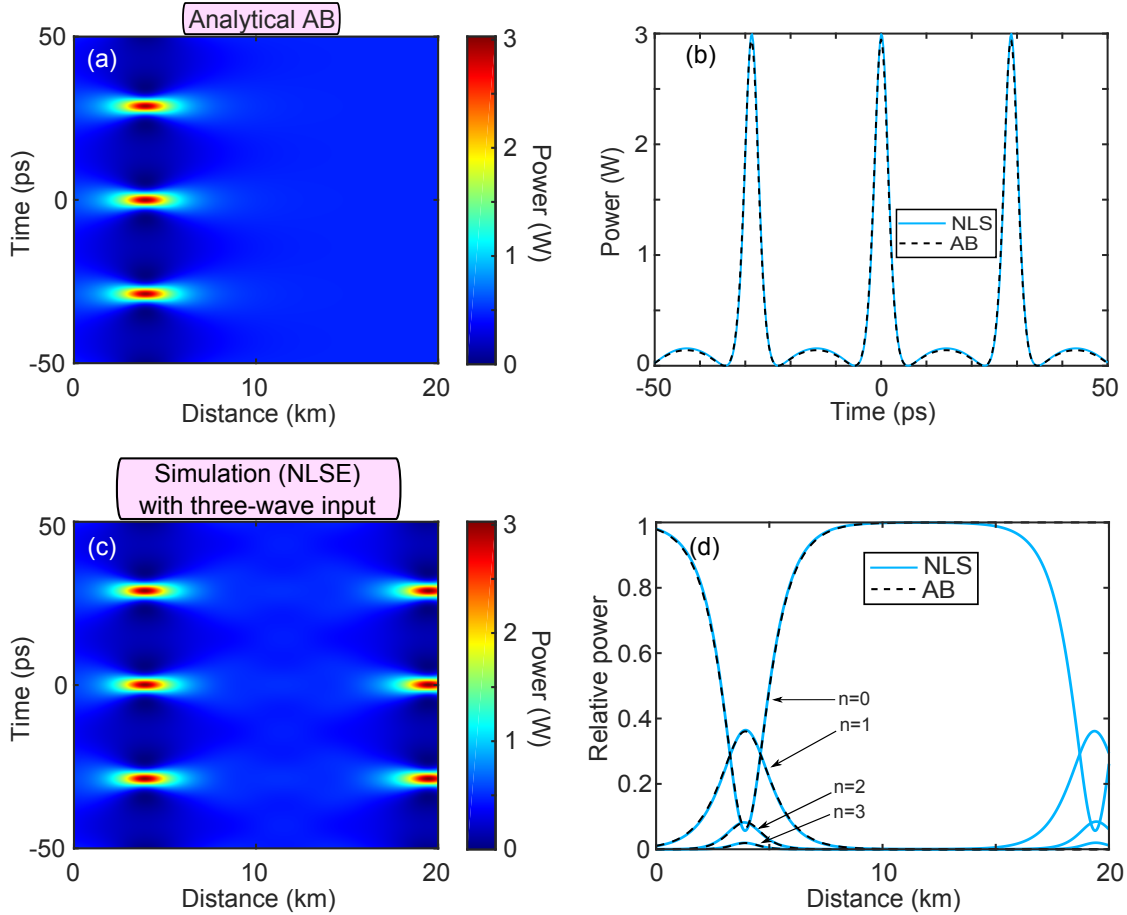 Analytical AB
(a)
50
0
-50
Time (ps)
0
10
20
Distance (km)
3
2
1
0
Power (W)
(b)
3
2
1
0
Power (W)
NLS
AB
-50
0
50
Time (ps)
Simulation (NLSE)
with three-wave input
(c)
50
0
-50
Time (ps)
0
10
20
Distance (km)
3
2
1
0
Power (W)
(d)
1
0.8
0.6
0.4
0.2
0
Relative power
NLS
AB
n=0
n=1
n=2
n=3
0
5
10
15
20
Distance (km)